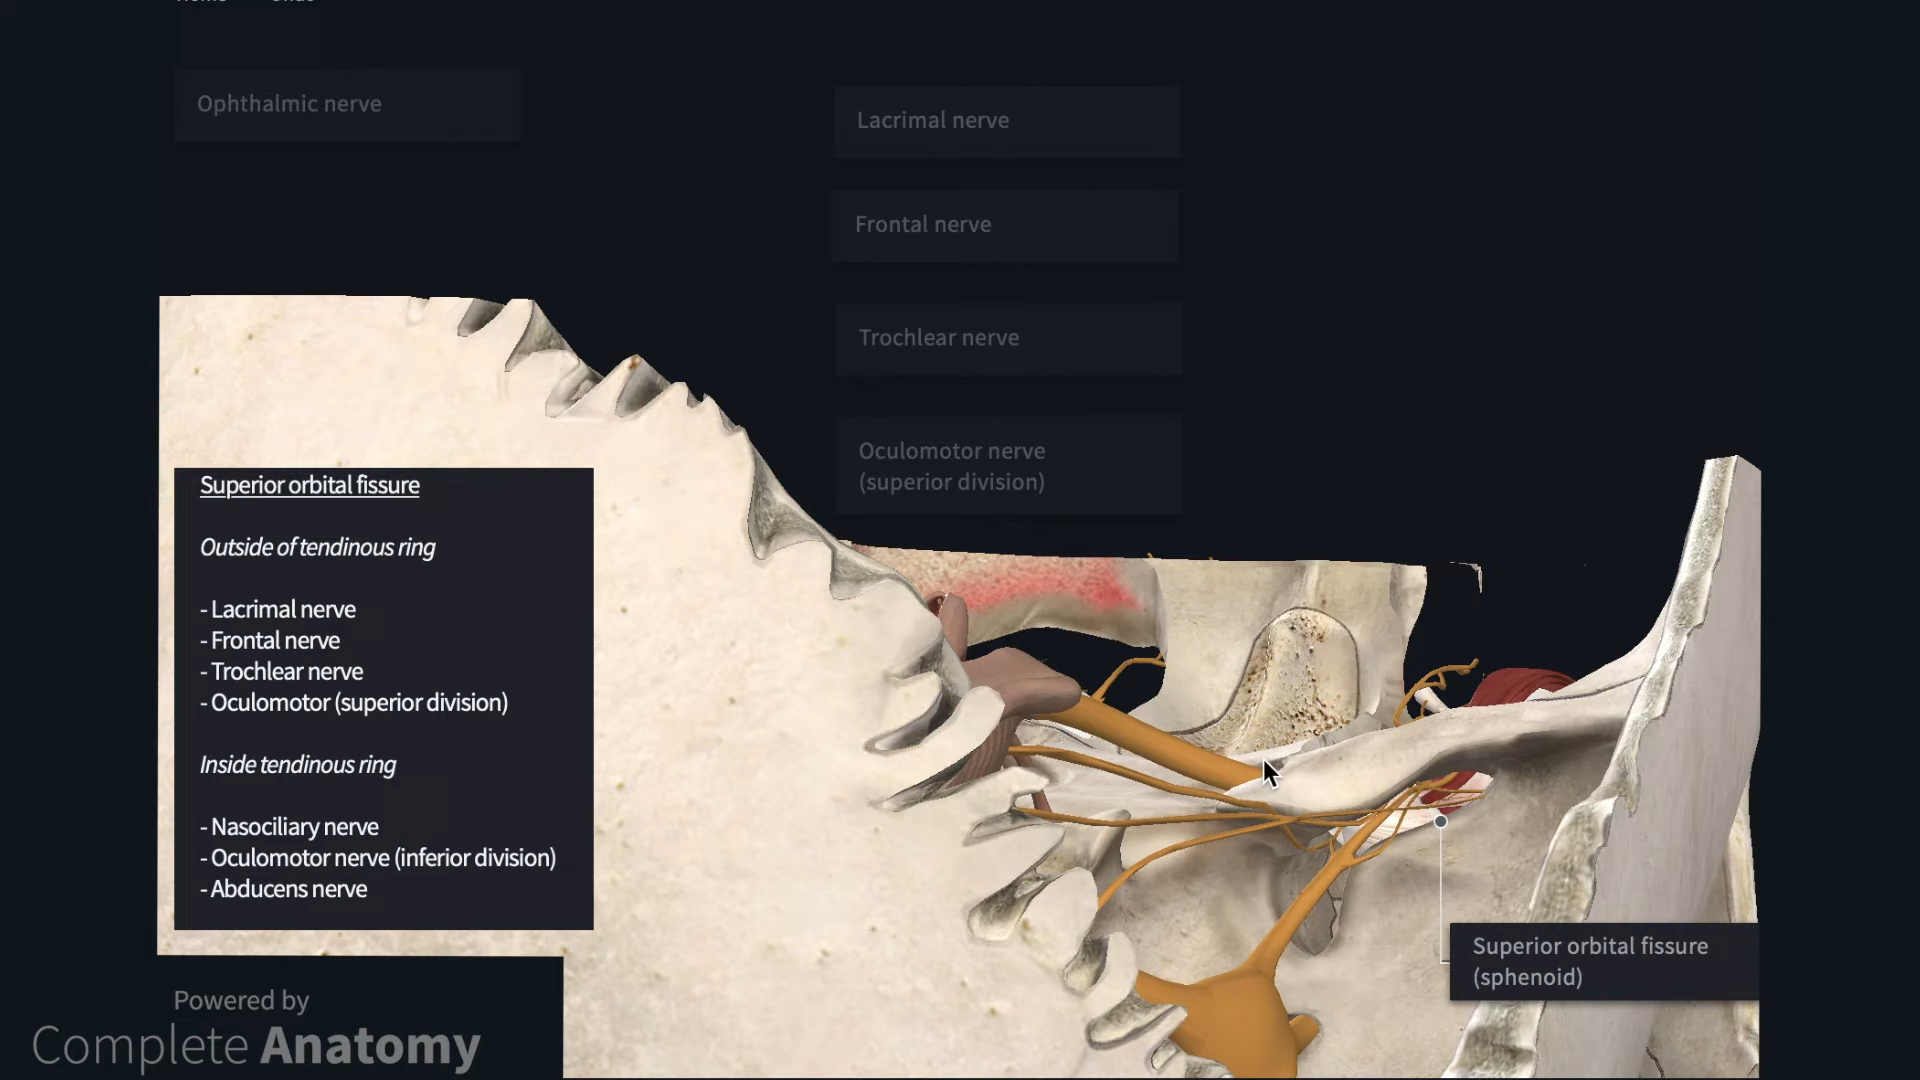 Ophthalmic nerve
Lacrimal nerve
Frontal nerve
Trochlear nerve
Oculomotor nerve
(superior division)
Superior orbital fissure
Outside of tendinous ring
- Lacrimal nerve
- Frontal nerve
- Trochlear nerve
- Oculomotor (superior division)
Inside tendinous ring
- Nasociliary nerve
- Oculomotor nerve (inferior division)
- Abducens nerve
Superior orbital fissure
(sphenoid)
Powered by
Complete Anatomy